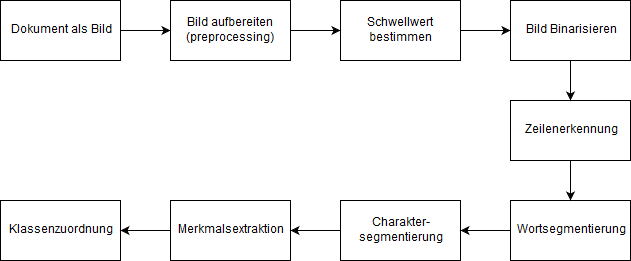 Dokument als Bild
Bild aufbereiten
(preprocessing)
Schwellwert
bestimmen
Bild Binarisieren
Zeilenerkennung
Wortsegmentierung
Charakter-
segmentierung
Merkmalsextraktion
Klassenzuordnung